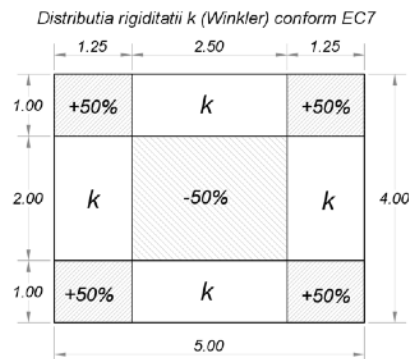 Distributia rigiditatii k (Winkler) conform EC7
1.25 2.50 1.25
1.00 +50% k +50%
2.00 k -50% k 4.00
1.00 +50% k +50%
5.00